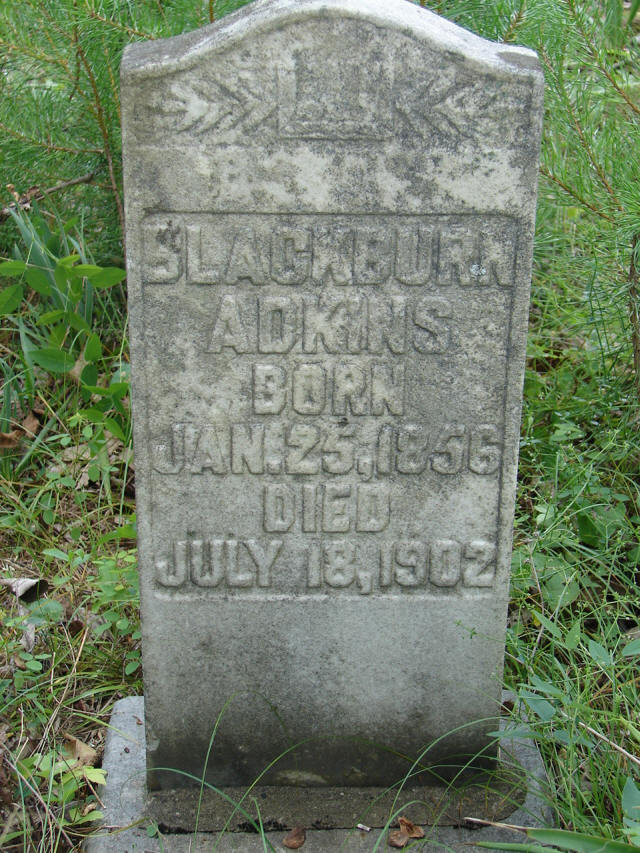 BLACKBURN
ADKINS
BORN
JAN. 25, 1856
DIED
JULY 18, 1902